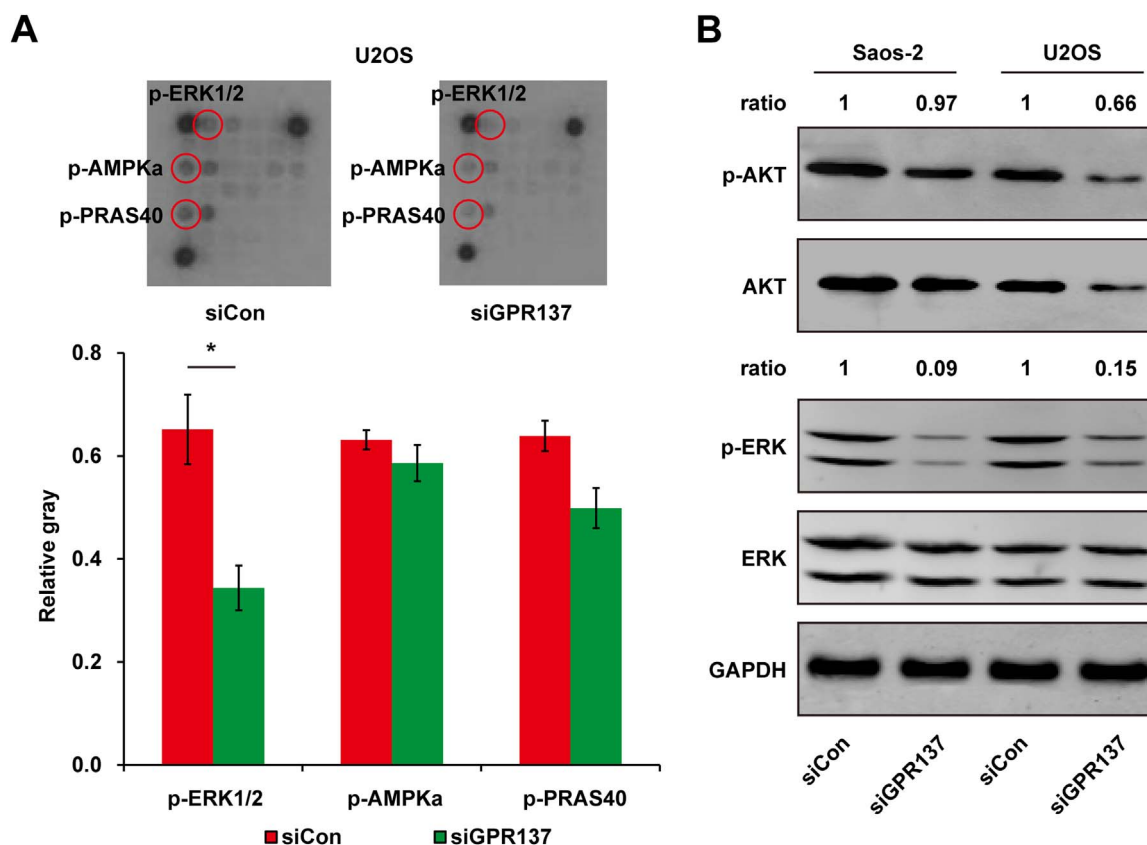 A
U2OS
p-ERK1/2
p-ERK1/2
p-AMPKa
p-AMPKa
p-PRAS40
p-PRAS40
siCon
siGPR137
*
0.8
0.6
0.4
0.2
0.0
Relative gray
p-ERK1/2
p-AMPKa
p-PRAS40
siCon
siGPR137
B
Saos-2
U2OS
ratio 1 0.97 1 0.66
p-AKT
AKT
ratio 1 0.09 1 0.15
p-ERK
ERK
GAPDH
siCon
siGPR137
siCon
siGPR137